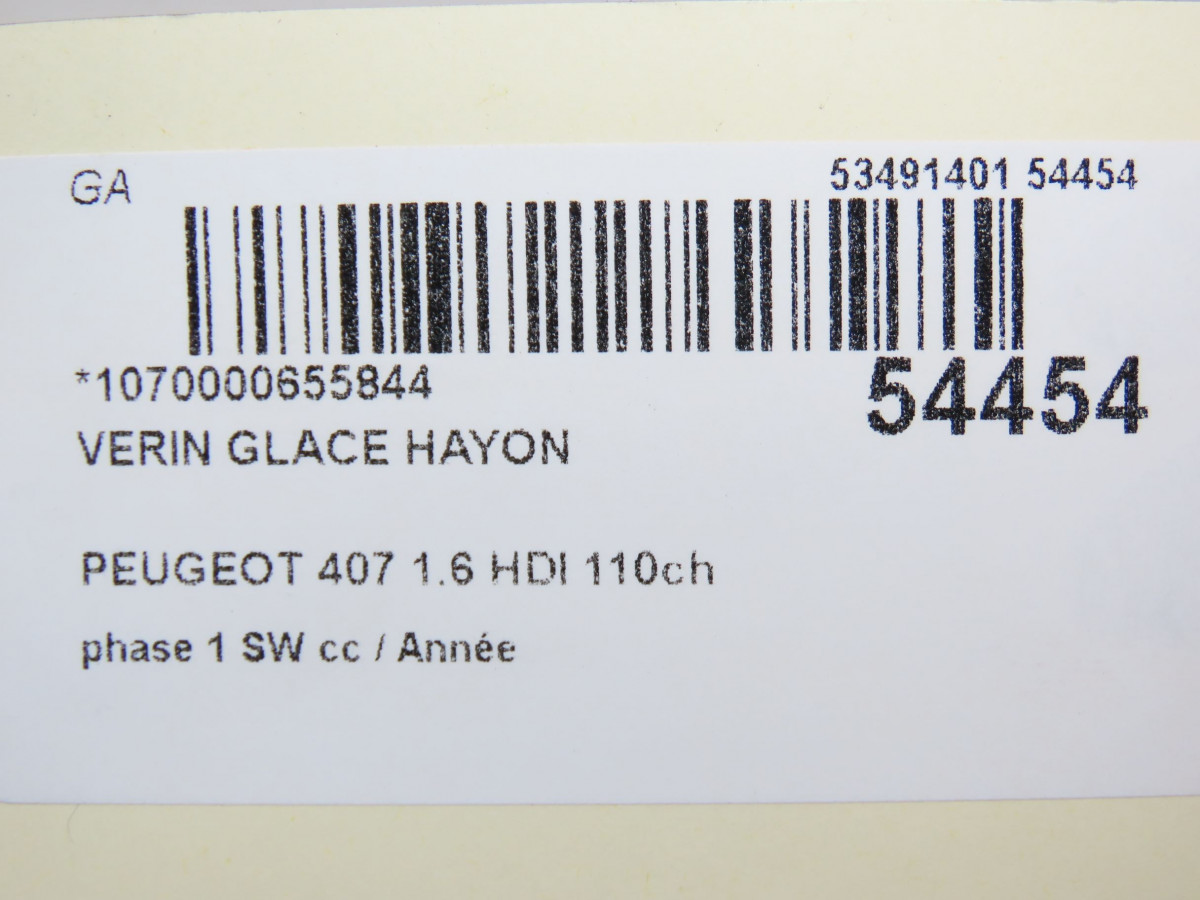 GA
53491401 54454
*1070000655844
54454
VERIN GLACE HAYON
PEUGEOT 407 1.6 HDI 110ch
phase 1 SW cc / Année